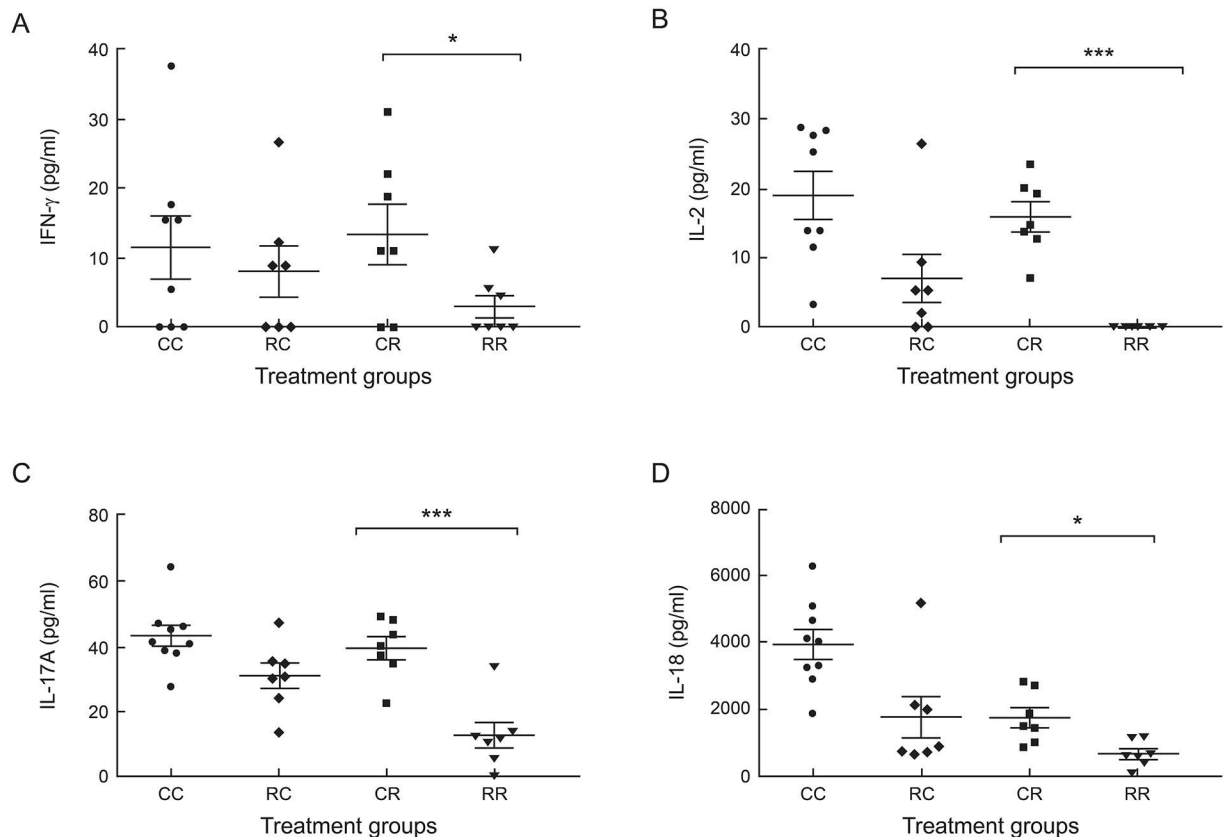 A
*
40
30
20
10
0
IFN-γ (pg/ml)
CC RC CR RR
Treatment groups
B
***
40
30
20
10
0
IL-2 (pg/ml)
CC RC CR RR
Treatment groups
C
***
80
60
40
20
0
IL-17A (pg/ml)
CC RC CR RR
Treatment groups
D
*
8000
6000
4000
2000
0
IL-18 (pg/ml)
CC RC CR RR
Treatment groups